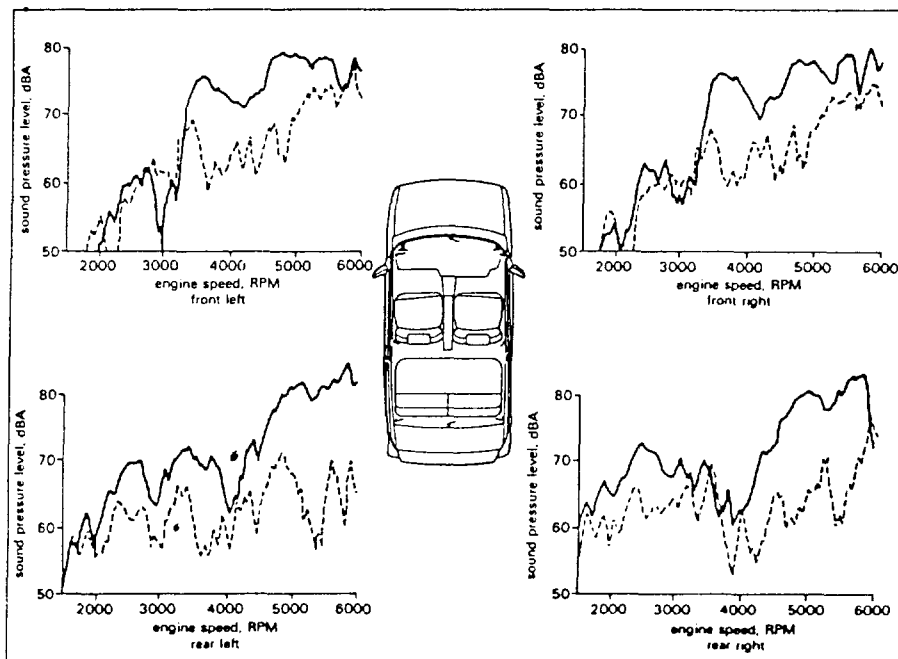 sound pressure level, dBA
80
70
60
50
2000 3000 4000 5000 6000
engine speed, RPM
front left
sound pressure level, dBA
80
70
60
50
2000 3000 4000 5000 6000
engine speed, RPM
front right
sound pressure level, dBA
80
70
60
50
2000 3000 4000 5000 6000
engine speed, RPM
rear left
sound pressure level, dBA
80
70
60
50
2000 3000 4000 5000 6000
engine speed, RPM
rear right